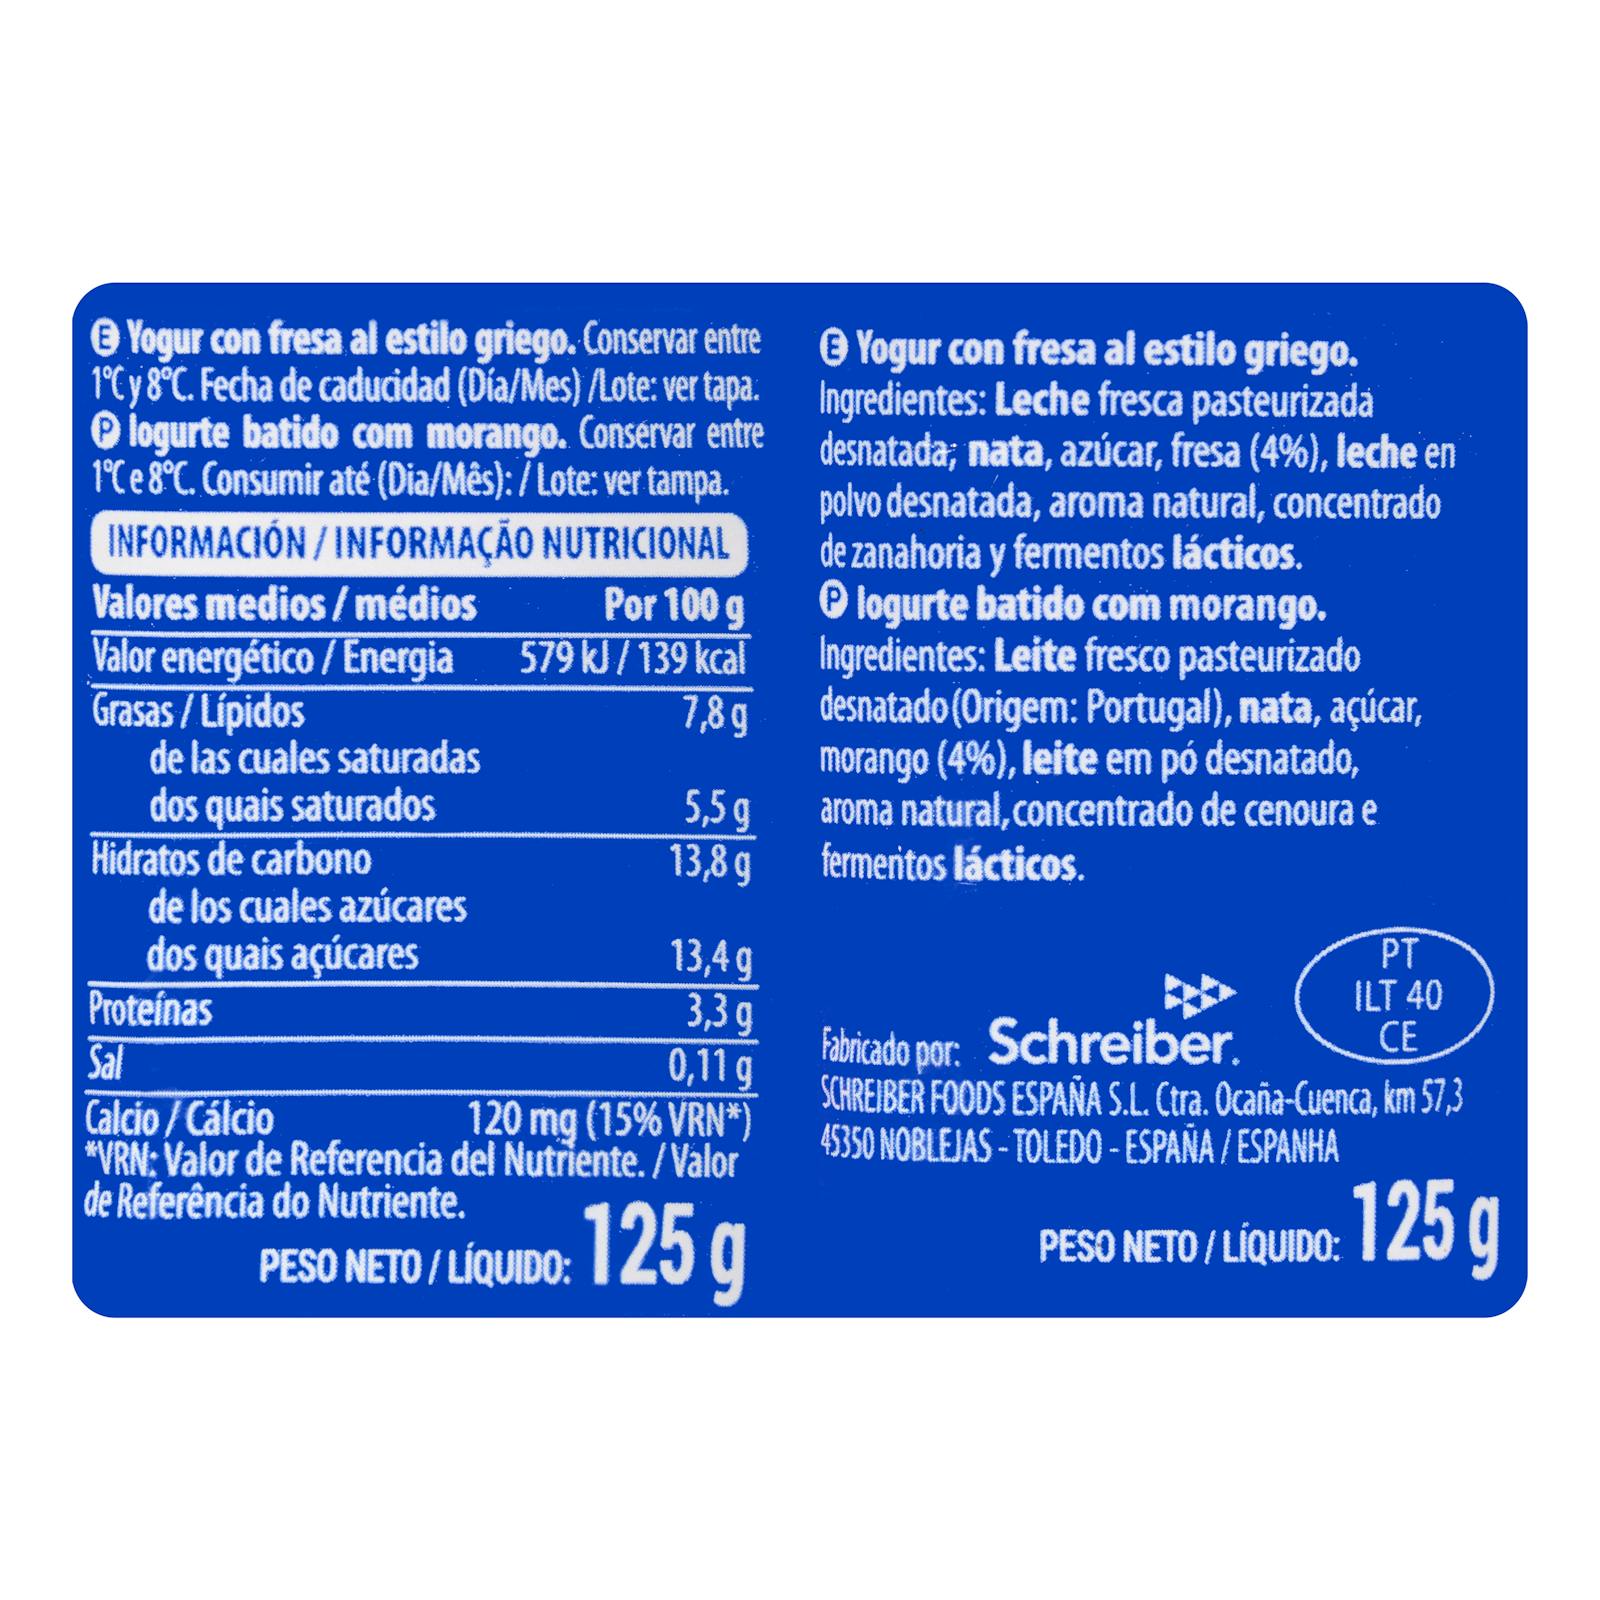 E Yogur con fresa al estilo griego. Conservar entre
1°C y 8°C. Fecha de caducidad (Día/Mes) /Lote: ver tapa.
P Iogurte batido com morango. Conservar entre
1°C e 8°C. Consumir até (Dia/Mês): / Lote: ver tampa.
INFORMACIÓN / INFORMAÇÃO NUTRICIONAL
Valores medios / médios Por 100 g
Valor energético / Energia 579 kJ / 139 kcal
Grasas / Lípidos 7,8 g
de las cuales saturadas
dos quais saturados 5,5 g
Hidratos de carbono 13,8 g
de los cuales azúcares
dos quais açúcares 13,4 g
Proteínas 3,3 g
Sal 0,11 g
Calcio / Cálcio 120 mg (15% VRN*)
*VRN: Valor de Referencia del Nutriente. / Valor
de Referência do Nutriente.
PESO NETO / LÍQUIDO: 125 g
E Yogur con fresa al estilo griego.
Ingredientes: Leche fresca pasteurizada
desnatada, nata, azúcar, fresa (4%), leche en
polvo desnatada, aroma natural, concentrado
de zanahoria y fermentos lácticos.
P Iogurte batido com morango.
Ingredientes: Leite fresco pasteurizado
desnatado (Origem: Portugal), nata, açúcar,
morango (4%), leite em pó desnatado,
aroma natural, concentrado de cenoura e
fermentos lácticos.
PT
ILT 40
CE
Fabricado por: Schreiber.
SCHREIBER FOODS ESPAÑA S.L. Ctra. Ocaña-Cuenca, km 57,3
45350 NOBLEJAS - TOLEDO - ESPAÑA / ESPANHA
PESO NETO / LÍQUIDO: 125 g